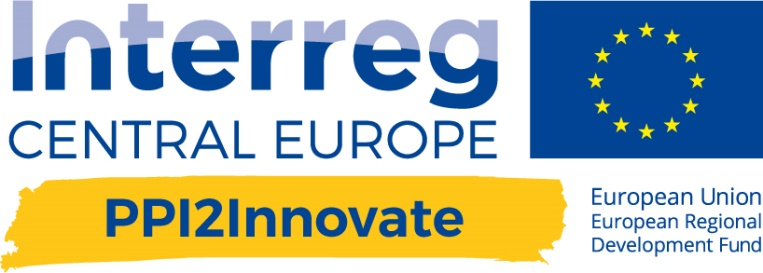 Interreg
CENTRAL EUROPE
PPI2Innovate
European Union
European Regional
Development Fund